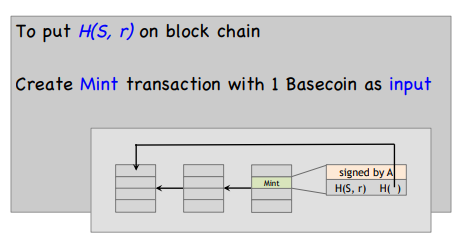 To put H(S, r) on block chain
Create Mint transaction with 1 Basecoin as input
Mint
signed by A
H(S, r) H( )